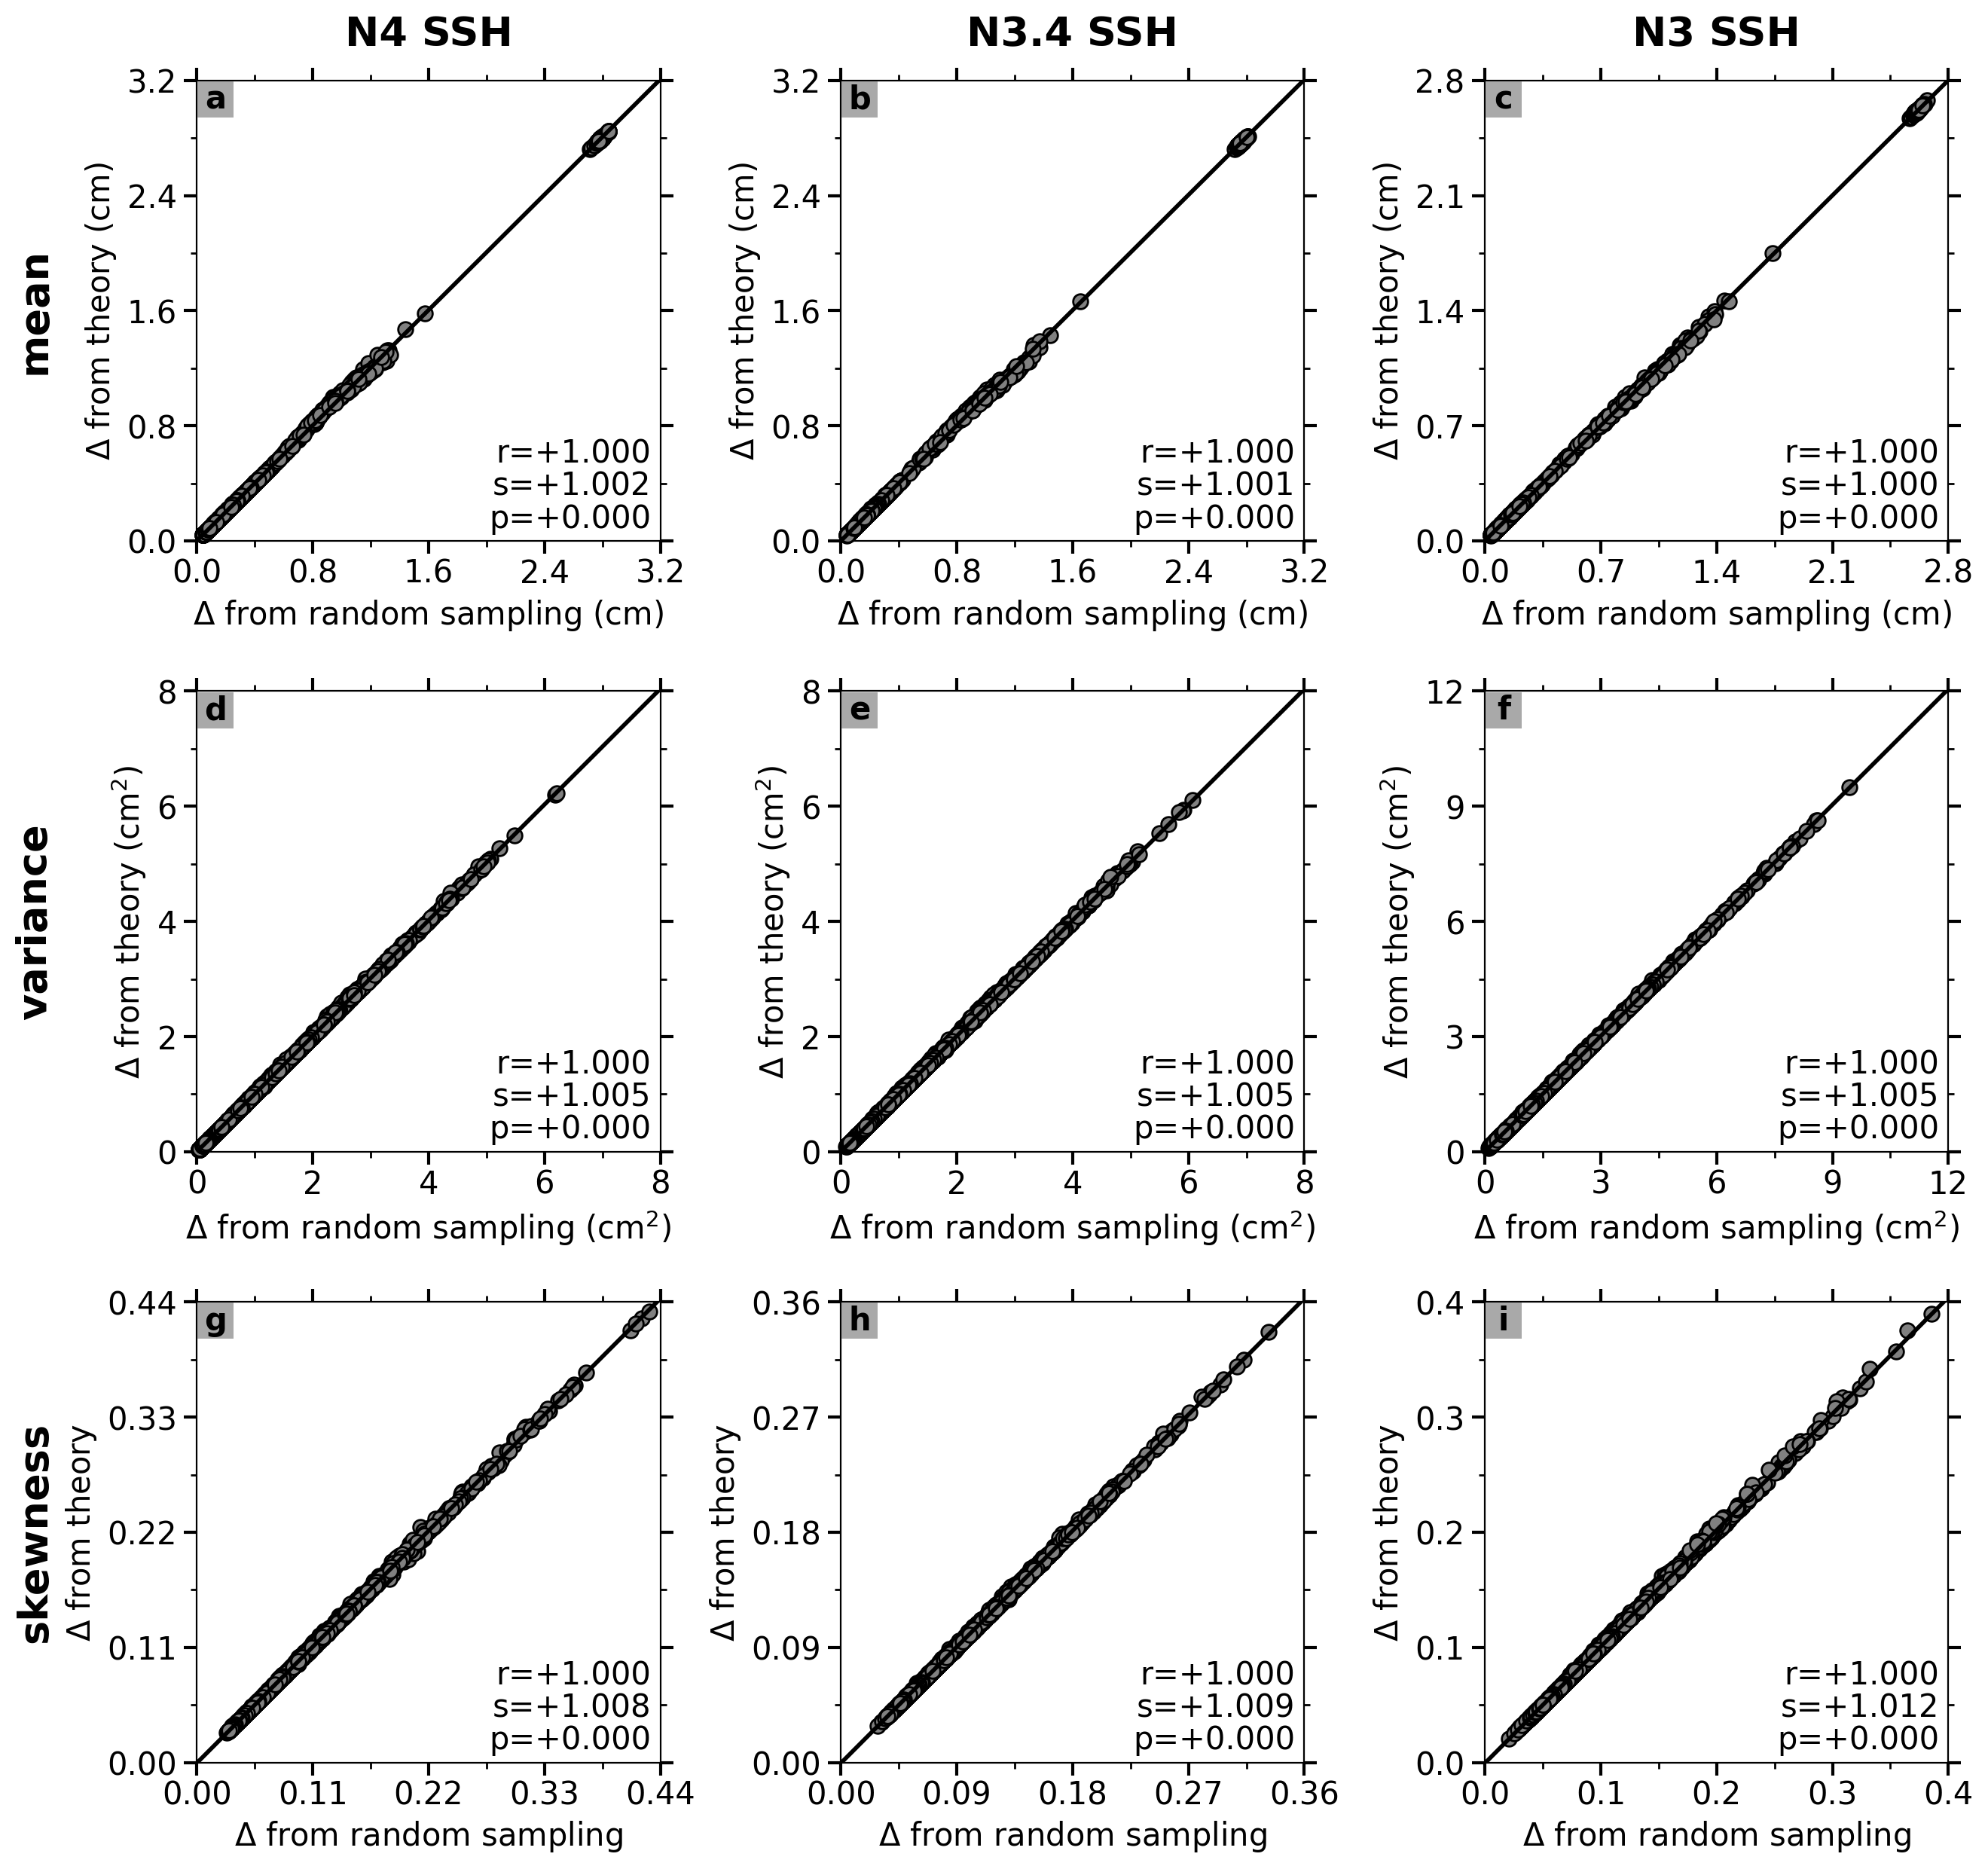 N4 SSH
N3.4 SSH
N3 SSH
mean
a
Δ from theory (cm)
3.2
2.4
1.6
0.8
0.0
r=+1.000
s=+1.002
p=+0.000
0.0 0.8 1.6 2.4 3.2
Δ from random sampling (cm)
b
Δ from theory (cm)
3.2
2.4
1.6
0.8
0.0
r=+1.000
s=+1.001
p=+0.000
0.0 0.8 1.6 2.4 3.2
Δ from random sampling (cm)
c
Δ from theory (cm)
2.8
2.1
1.4
0.7
0.0
r=+1.000
s=+1.000
p=+0.000
0.0 0.7 1.4 2.1 2.8
Δ from random sampling (cm)
variance
d
Δ from theory (cm²)
8
6
4
2
0
r=+1.000
s=+1.005
p=+0.000
0 2 4 6 8
Δ from random sampling (cm²)
e
Δ from theory (cm²)
8
6
4
2
0
r=+1.000
s=+1.005
p=+0.000
0 2 4 6 8
Δ from random sampling (cm²)
f
Δ from theory (cm²)
12
9
6
3
0
r=+1.000
s=+1.005
p=+0.000
0 3 6 9 12
Δ from random sampling (cm²)
skewness
g
Δ from theory
0.44
0.33
0.22
0.11
0.00
r=+1.000
s=+1.008
p=+0.000
0.00 0.11 0.22 0.33 0.44
Δ from random sampling
h
Δ from theory
0.36
0.27
0.18
0.09
0.00
r=+1.000
s=+1.009
p=+0.000
0.00 0.09 0.18 0.27 0.36
Δ from random sampling
i
Δ from theory
0.4
0.3
0.2
0.1
0.0
r=+1.000
s=+1.012
p=+0.000
0.0 0.1 0.2 0.3 0.4
Δ from random sampling